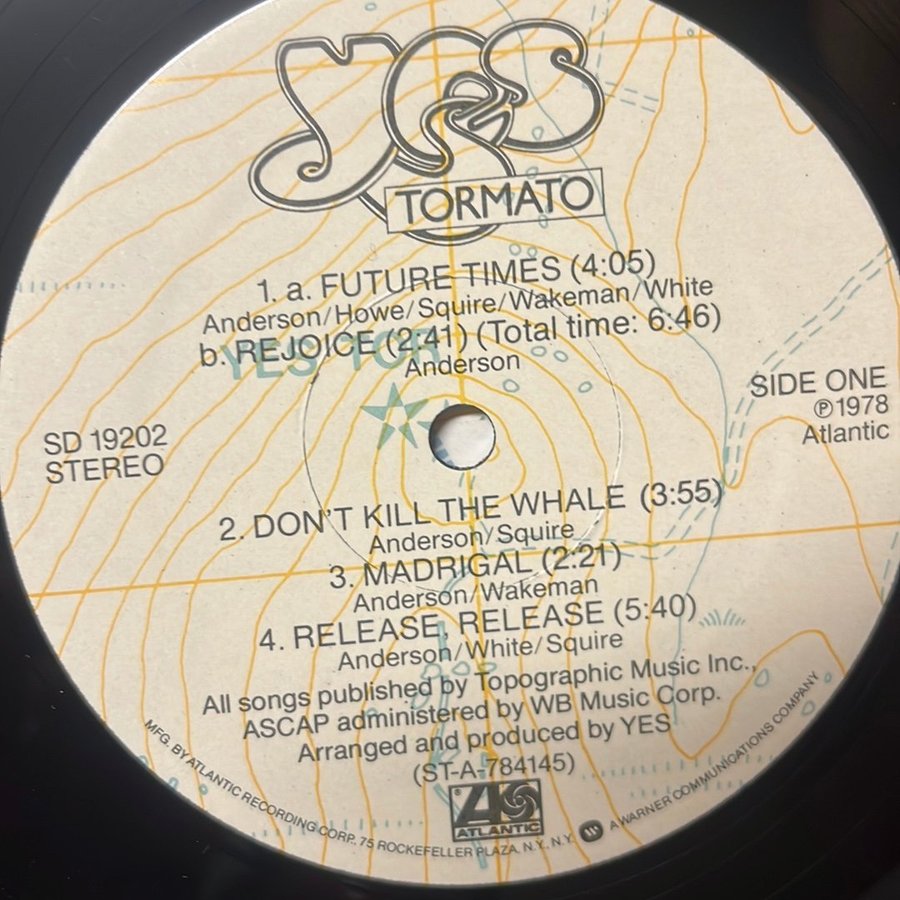 YES
TORMATO
1. a. FUTURE TIMES (4:05)
Anderson/Howe/Squire/Wakeman/White
b. REJOICE (2:41) (Total time: 6:46)
Anderson
YES TOR
SIDE ONE
℗1978
Atlantic
SD 19202
STEREO
2. DON'T KILL THE WHALE (3:55)
Anderson/Squire
3. MADRIGAL (2:21)
Anderson/Wakeman
4. RELEASE, RELEASE (5:40)
Anderson/White/Squire
All songs published by Topographic Music Inc.,
ASCAP administered by WB Music Corp.
Arranged and produced by YES
(ST-A-784145)
ATLANTIC
MFG. BY ATLANTIC RECORDING CORP., 75 ROCKEFELLER PLAZA, N.Y., N.Y. A WARNER COMMUNICATIONS COMPANY